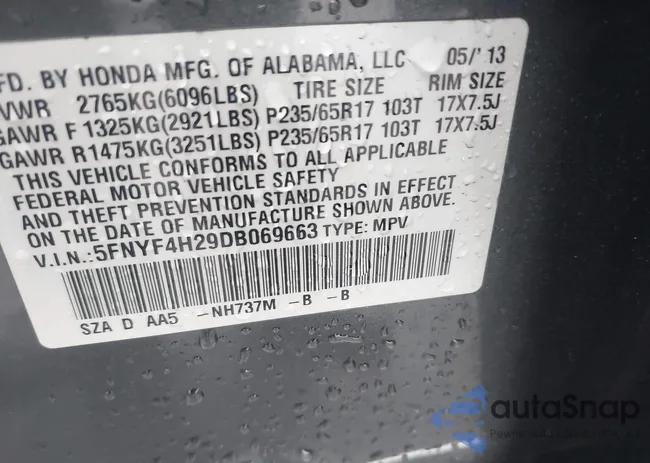 FD. BY HONDA MFG. OF ALABAMA, LLC 05/'13
VWR 2765KG(6096LBS) TIRE SIZE RIM SIZE
GAWR F 1325KG(2921LBS) P235/65R17 103T 17X7.5J
GAWR R1475KG(3251LBS) P235/65R17 103T 17X7.5J
THIS VEHICLE CONFORMS TO ALL APPLICABLE
FEDERAL MOTOR VEHICLE SAFETY
AND THEFT PREVENTION STANDARDS IN EFFECT
ON THE DATE OF MANUFACTURE SHOWN ABOVE.
V.I.N.:5FNYF4H29DB069663 TYPE: MPV
SZA D AA5 -NH737M -B -B
autoSnap